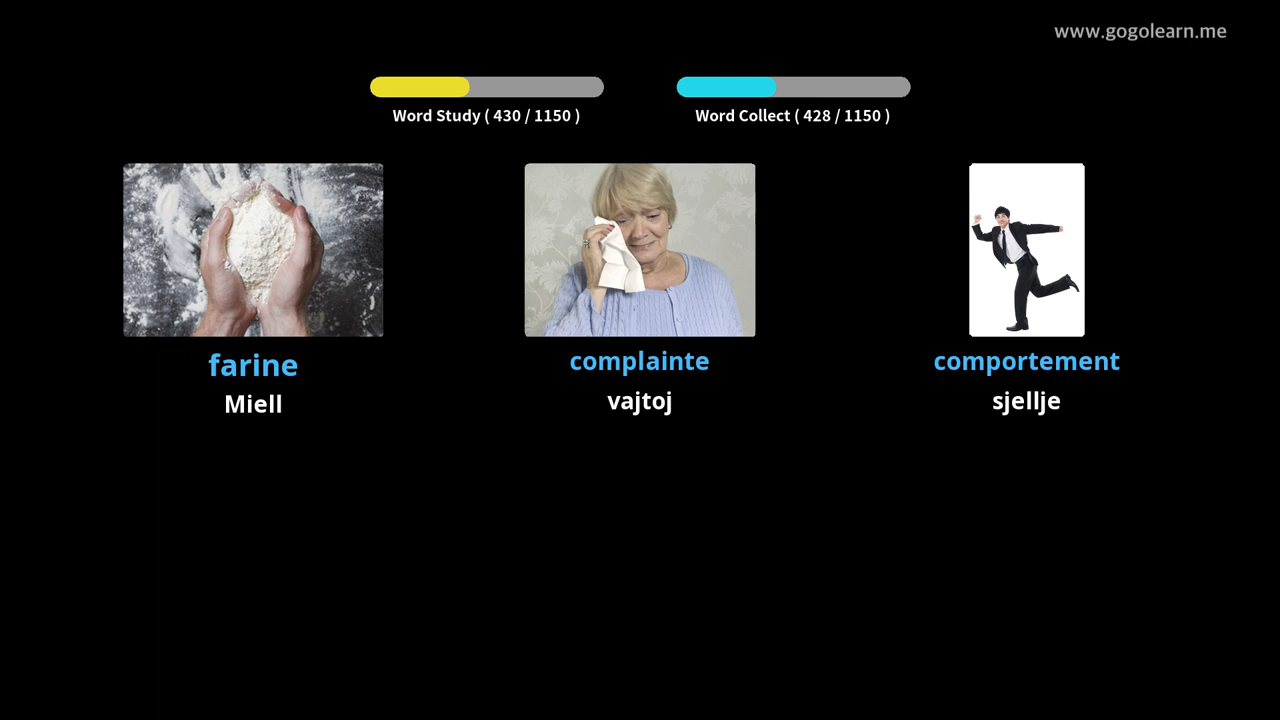 www.gogolearn.me
Word Study ( 430 / 1150 )
Word Collect ( 428 / 1150 )
farine
Miell
complainte
vajtoj
comportement
sjellje